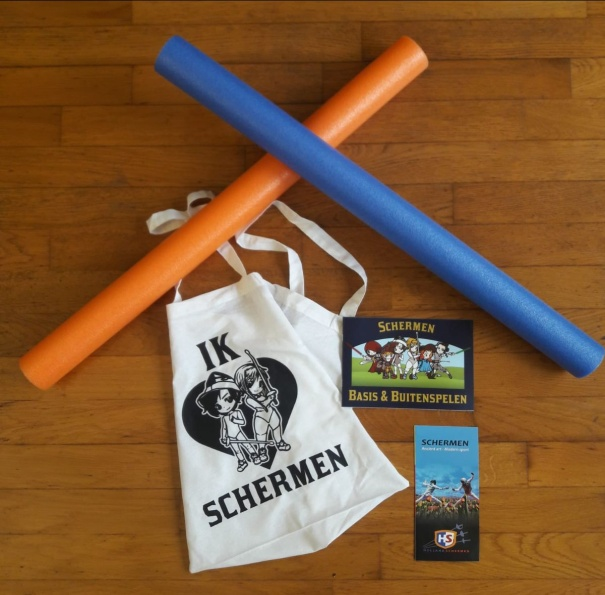 IK
SCHERMEN
SCHERMEN
BASIS & BUITENSPELEN
SCHERMEN
HS